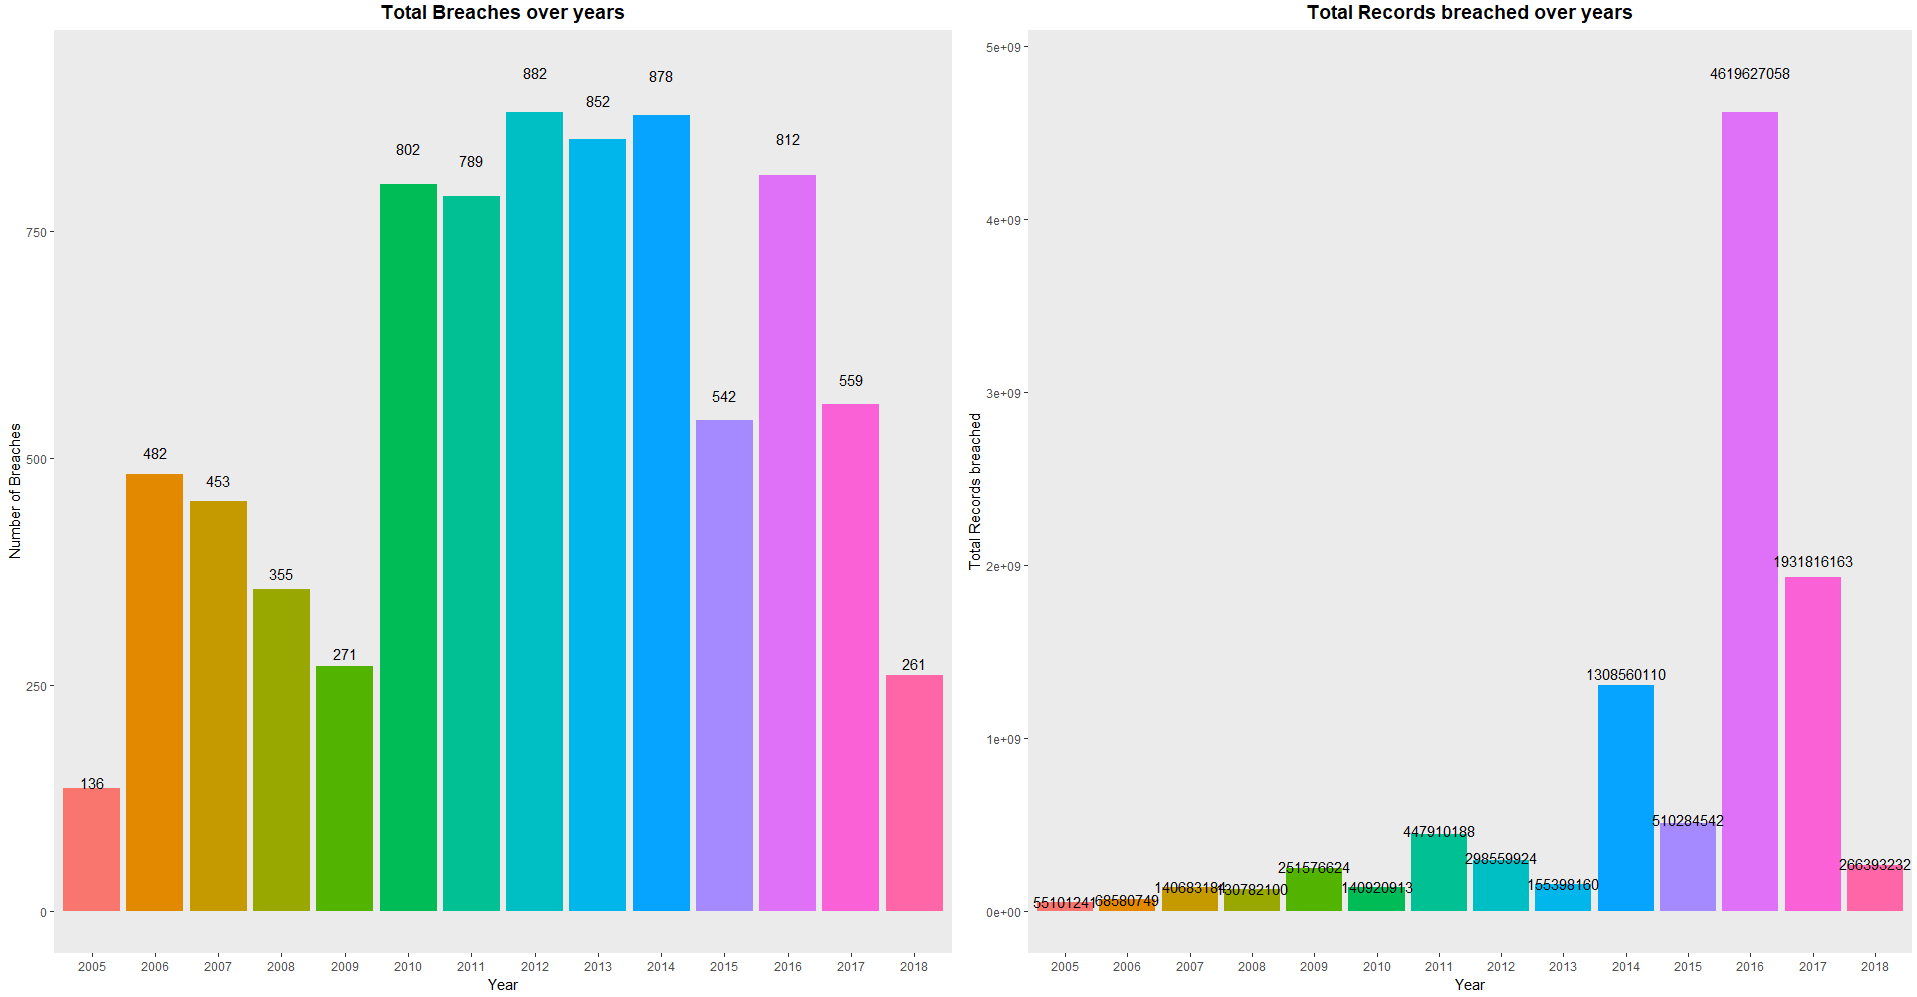 Total Breaches over years
882
878
852
812
802
789
750
559
542
482
453
500
355
271
261
250
136
0
Number of Breaches
2005 2006 2007 2008 2009 2010 2011 2012 2013 2014 2015 2016 2017 2018
Year
Total Records breached over years
5e+09
4619627058
4e+09
3e+09
2e+09
1931816163
1308560110
1e+09
510284542
447910188
298559924
266393232
251576624
155398160
140683184
130782100
140920913
68580749
55101241
0e+00
Total Records breached
2005 2006 2007 2008 2009 2010 2011 2012 2013 2014 2015 2016 2017 2018
Year